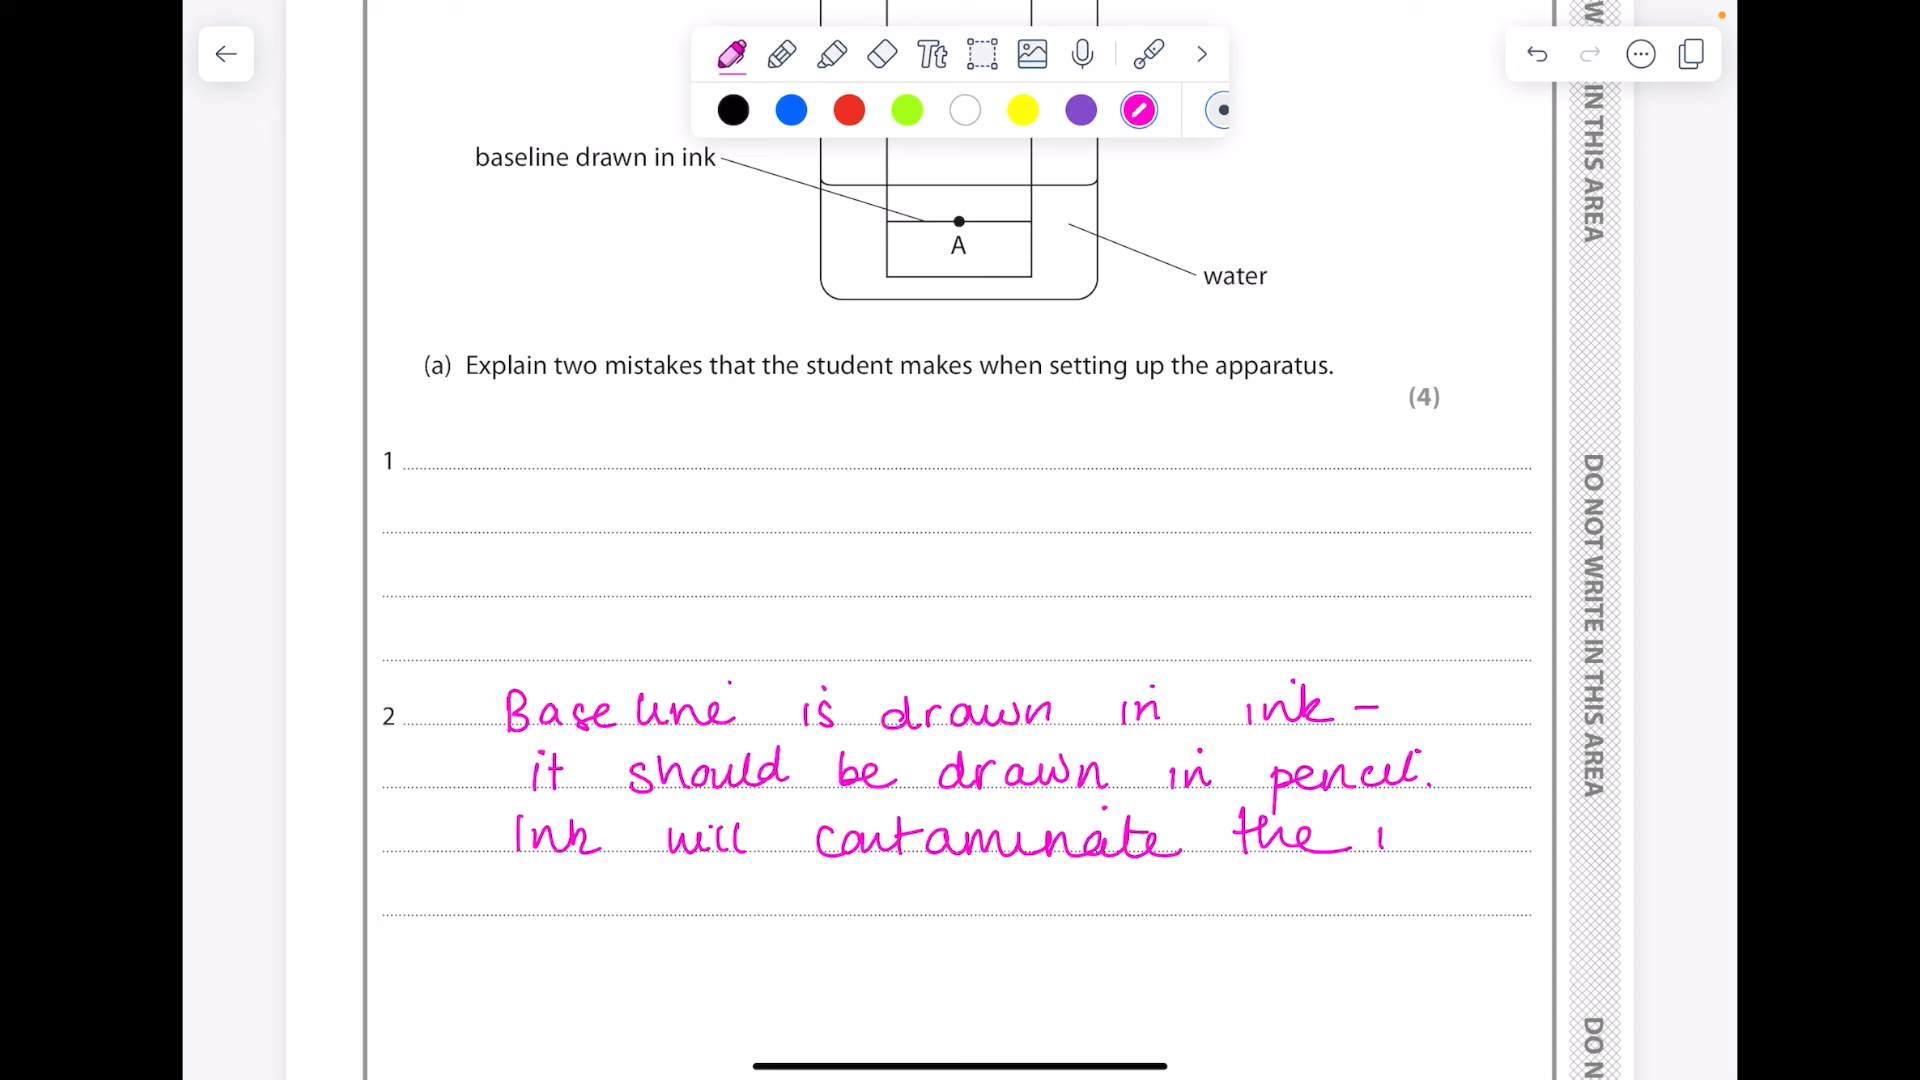 Tt
baseline drawn in ink
A
water
(a) Explain two mistakes that the student makes when setting up the apparatus.
(4)
1
2 Base line is drawn in ink -
it should be drawn in pencil.
Ink will contaminate the
W IN THIS AREA
DO NOT WRITE IN THIS AREA
DO N